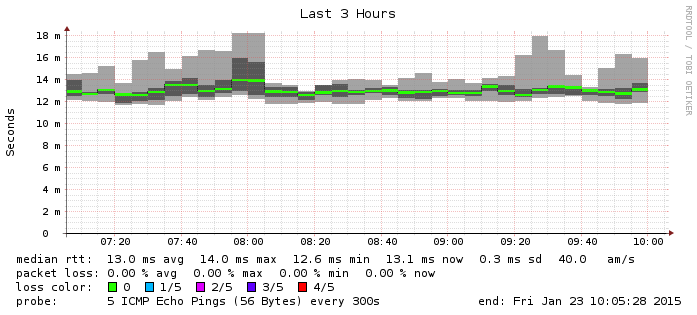 Last 3 Hours
RRDTOOL / TOBI OETIKER
Seconds
18 m
16 m
14 m
12 m
10 m
8 m
6 m
4 m
2 m
0
07:20 07:40 08:00 08:20 08:40 09:00 09:20 09:40 10:00
median rtt: 13.0 ms avg 14.0 ms max 12.6 ms min 13.1 ms now 0.3 ms sd 40.0 am/s
packet loss: 0.00 % avg 0.00 % max 0.00 % min 0.00 % now
loss color: 0 1/5 2/5 3/5 4/5
probe: 5 ICMP Echo Pings (56 Bytes) every 300s end: Fri Jan 23 10:05:28 2015